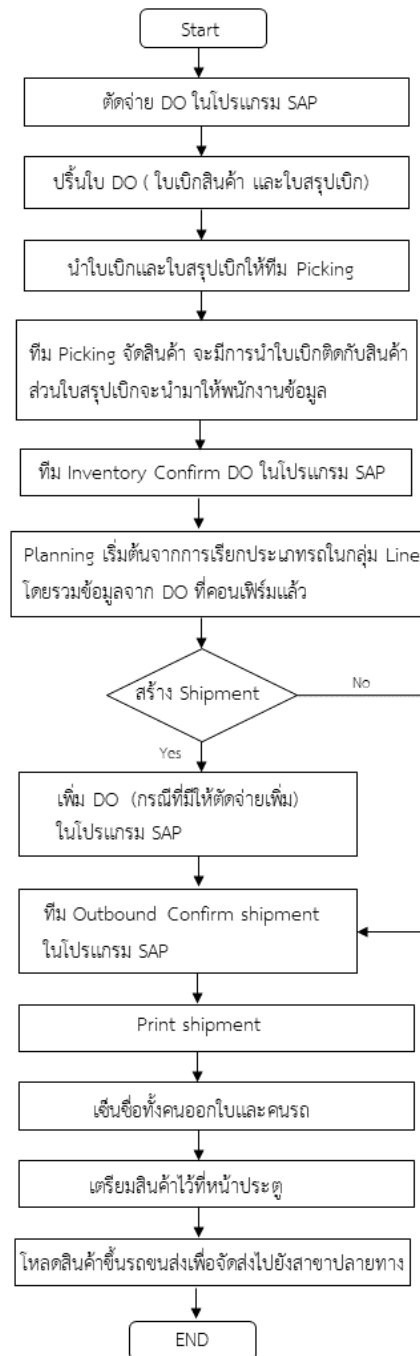 Start
ตัดจ่าย DO ในโปรแกรม SAP
ปริ้นใบ DO ( ใบเบิกสินค้า และใบสรุปเบิก)
นำใบเบิกและใบสรุปเบิกให้ทีม Picking
ทีม Picking จัดสินค้า จะมีการนำใบเบิกติดกับสินค้า
ส่วนใบสรุปเบิกจะนำมาให้พนักงานข้อมูล
ทีม Inventory Confirm DO ในโปรแกรม SAP
Planning เริ่มต้นจากการเรียกประเภทรถในกลุ่ม Line
โดยรวมข้อมูลจาก DO ที่คอนเฟิร์มแล้ว
สร้าง Shipment
No
Yes
เพิ่ม DO (กรณีที่มีให้ตัดจ่ายเพิ่ม)
ในโปรแกรม SAP
ทีม Outbound Confirm shipment
ในโปรแกรม SAP
Print shipment
เซ็นชื่อทั้งคนออกใบและคนรถ
เตรียมสินค้าไว้ที่หน้าประตู
โหลดสินค้าขึ้นรถขนส่งเพื่อจัดส่งไปยังสาขาปลายทาง
END